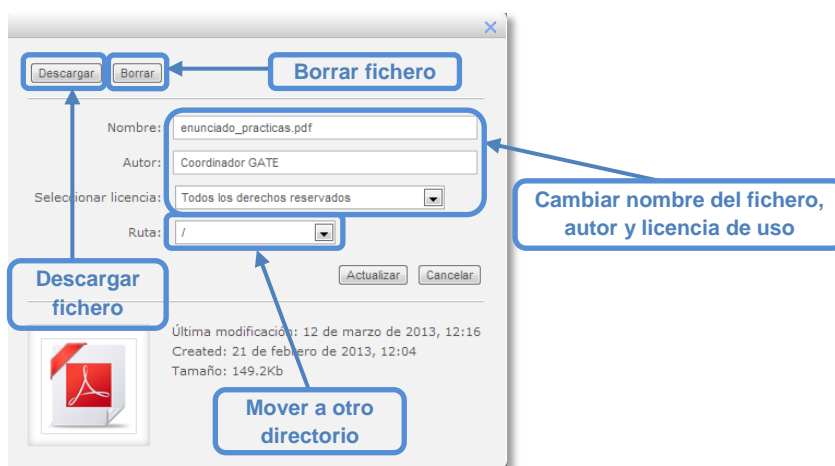 Descargar Borrar
Borrar fichero
Nombre: enunciado_practicas.pdf
Autor: Coordinador GATE
Seleccionar licencia: Todos los derechos reservados
Cambiar nombre del fichero,
autor y licencia de uso
Ruta: /
Descargar
fichero
Actualizar Cancelar
Última modificación: 12 de marzo de 2013, 12:16
Created: 21 de febrero de 2013, 12:04
Tamaño: 149.2Kb
Mover a otro
directorio